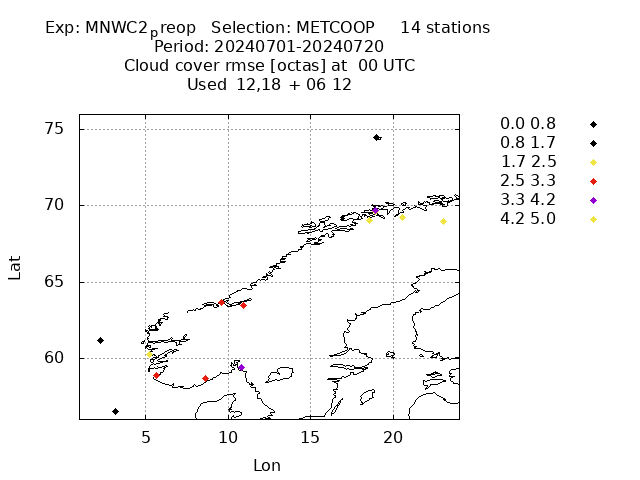 Exp: MNWC2preop Selection: METCOOP 14 stations
Period: 20240701-20240720
Cloud cover rmse [octas] at 00 UTC
Used 12,18 + 06 12
0.0 0.8
0.8 1.7
1.7 2.5
2.5 3.3
3.3 4.2
4.2 5.0
75
70
65
60
Lat
5 10 15 20
Lon